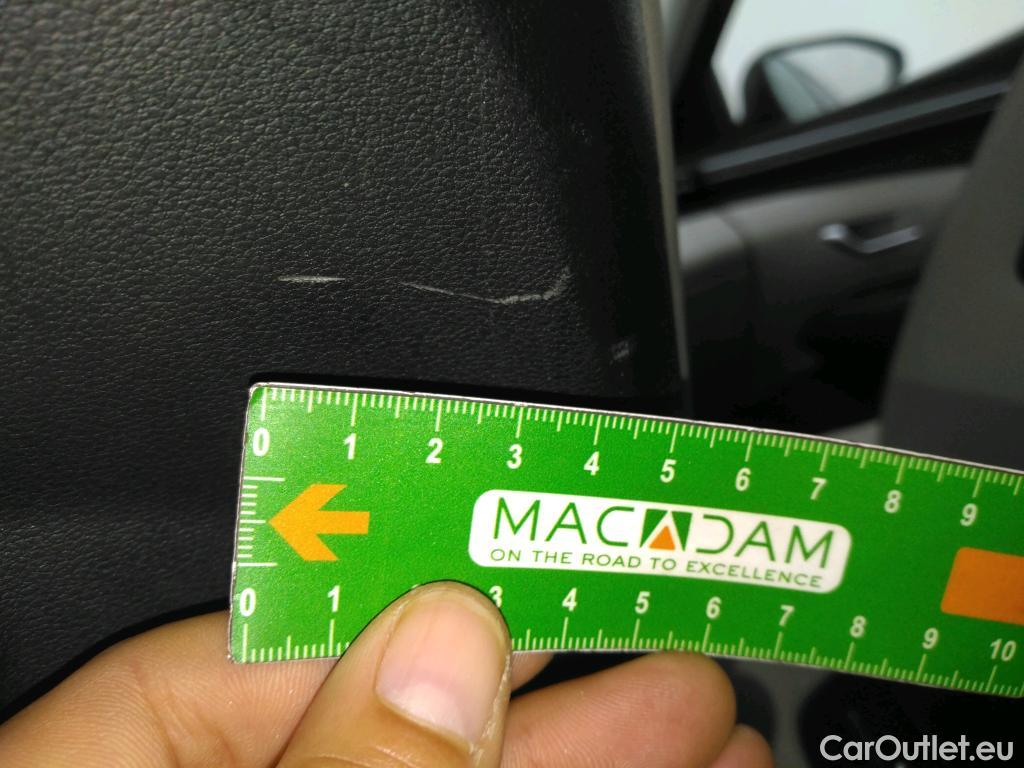 0 1 2 3 4 5 6 7 8 9
MACADAM
ON THE ROAD TO EXCELLENCE
0 1 3 4 5 6 7 8 9 10
CarOutlet.eu